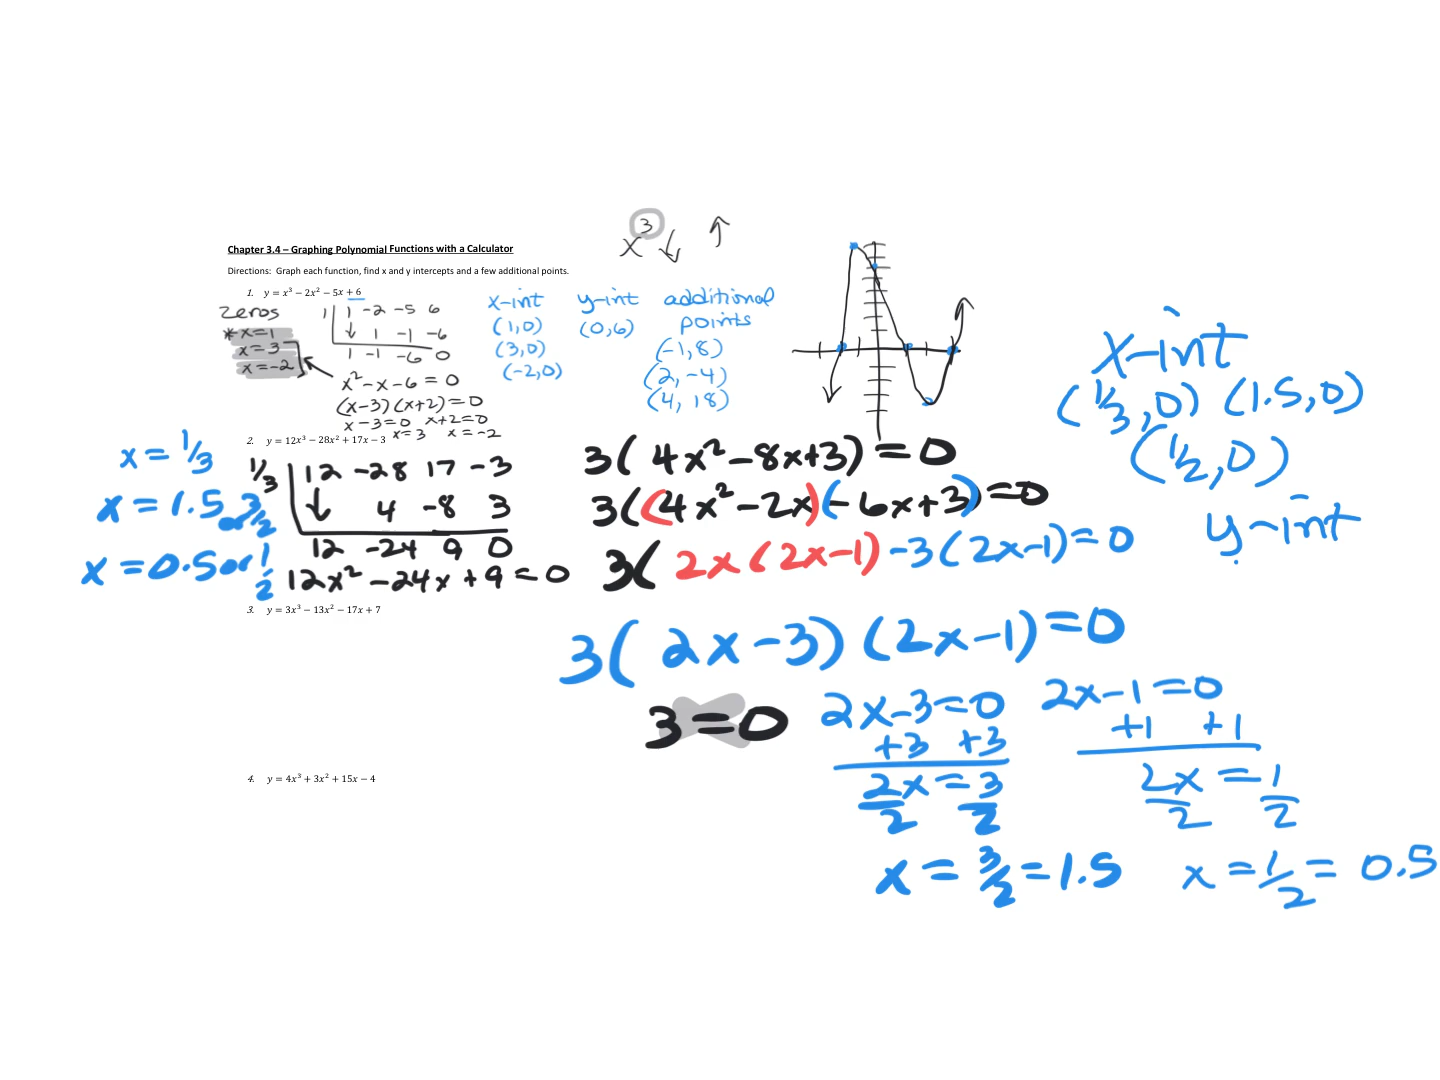 Chapter 3.4 – Graphing Polynomial Functions with a Calculator
x³ ↓ ↑
Directions: Graph each function, find x and y intercepts and a few additional points.
1. y = x³ − 2x² − 5x + 6
zeros
* x = 1
x = 3
x = -2
1 | 1 -2 -5 6
↓ 1 -1 -6
1 -1 -6 0
x² - x - 6 = 0
(x-3)(x+2) = 0
x-3=0 x+2=0
x=3 x=-2
x-int
(1,0)
(3,0)
(-2,0)
y-int
(0,6)
additional
points
(-1,8)
(2,-4)
(4, 18)
2. y = 12x³ − 28x² + 17x − 3
x = 1/3
x = 1.5 or 3/2
x = 0.5 or 1/2
1/3 | 12 -28 17 -3
↓ 4 -8 3
12 -24 9 0
12x² - 24x + 9 = 0
3(4x² - 8x + 3) = 0
3((4x² - 2x)(- 6x + 3) = 0
3(2x(2x-1) -3(2x-1) = 0
3(2x-3)(2x-1) = 0
3=0
2x-3=0
+3 +3
2x = 3
2 2
x = 3/2 = 1.5
2x-1=0
+1 +1
2x = 1
2 2
x = 1/2 = 0.5
x-int
(1/3,0) (1.5,0)
(1/2,0)
y-int
3. y = 3x³ − 13x² − 17x + 7
4. y = 4x³ + 3x² + 15x − 4